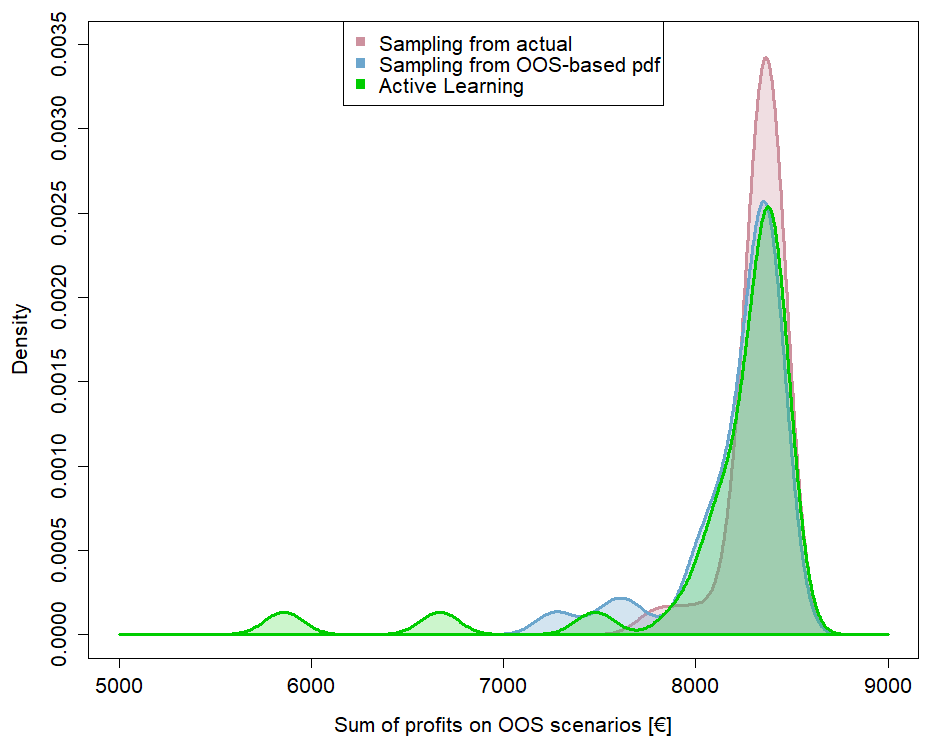 Sampling from actual
Sampling from OOS-based pdf
Active Learning
Density
0.0035
0.0030
0.0025
0.0020
0.0015
0.0010
0.0005
0.0000
5000 6000 7000 8000 9000
Sum of profits on OOS scenarios [€]